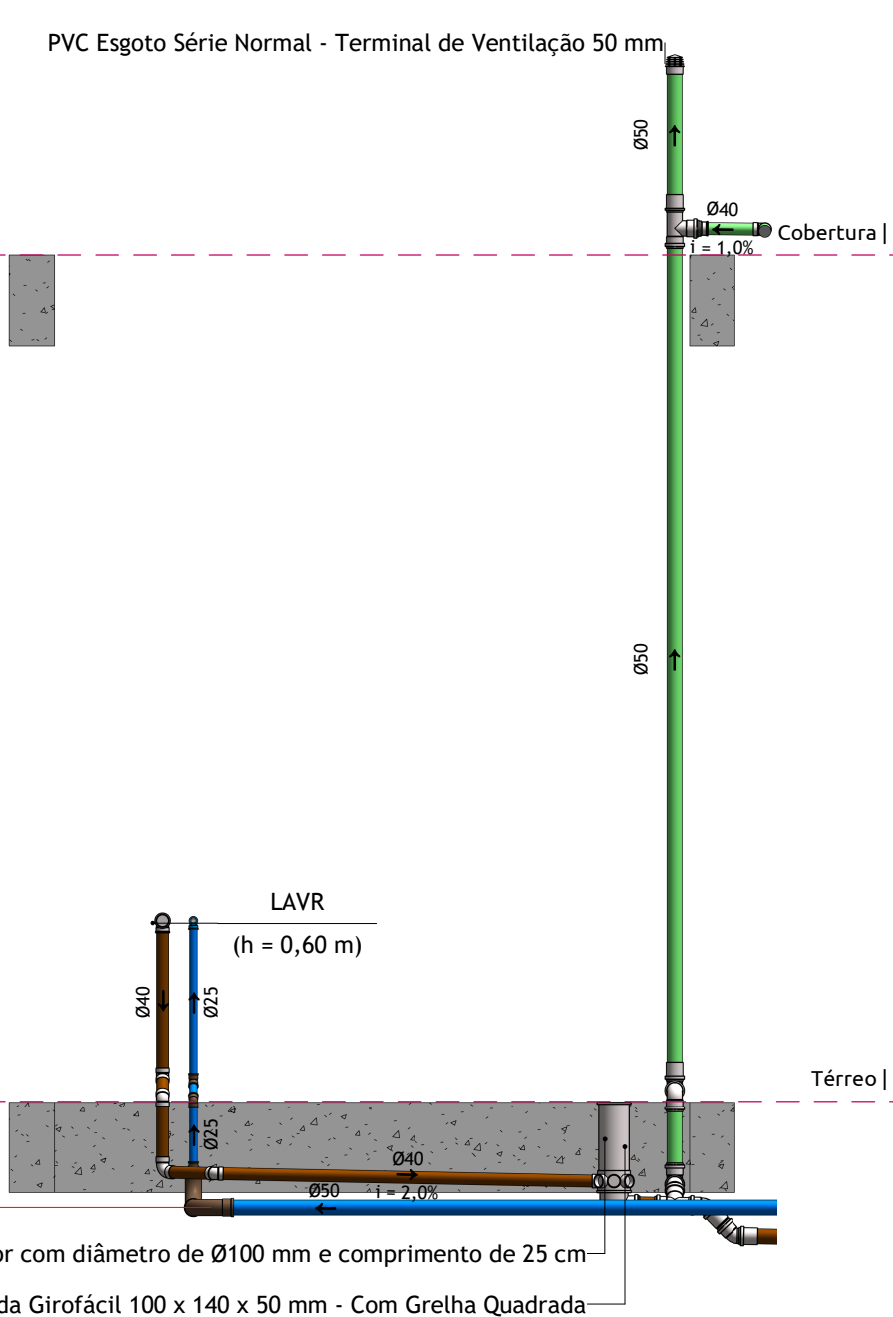 PVC Esgoto Série Normal - Terminal de Ventilação 50 mm
Ø50
Ø40
Cobertura |
i = 1,0%
Ø50
LAVR
(h = 0,60 m)
Ø40
Ø25
Térreo |
Ø25
Ø40
i = 2,0%
Ø50
com diâmetro de Ø100 mm e comprimento de 25 cm
Girofácil 100 x 140 x 50 mm - Com Grelha Quadrada